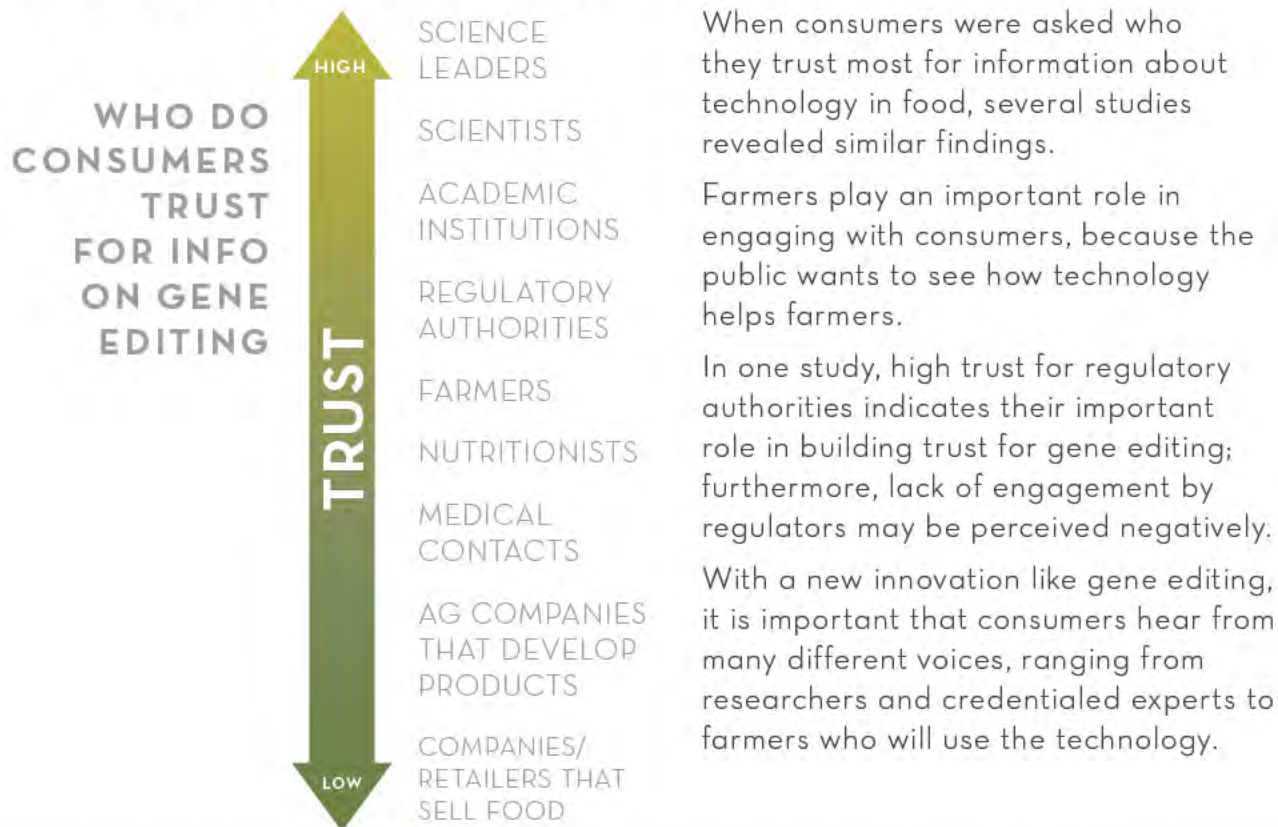 WHO DO
CONSUMERS
TRUST
FOR INFO
ON GENE
EDITING
HIGH
TRUST
LOW
SCIENCE
LEADERS
SCIENTISTS
ACADEMIC
INSTITUTIONS
REGULATORY
AUTHORITIES
FARMERS
NUTRITIONISTS
MEDICAL
CONTACTS
AG COMPANIES
THAT DEVELOP
PRODUCTS
COMPANIES/
RETAILERS THAT
SELL FOOD
When consumers were asked who
they trust most for information about
technology in food, several studies
revealed similar findings.
Farmers play an important role in
engaging with consumers, because the
public wants to see how technology
helps farmers.
In one study, high trust for regulatory
authorities indicates their important
role in building trust for gene editing;
furthermore, lack of engagement by
regulators may be perceived negatively.
With a new innovation like gene editing,
it is important that consumers hear from
many different voices, ranging from
researchers and credentialed experts to
farmers who will use the technology.